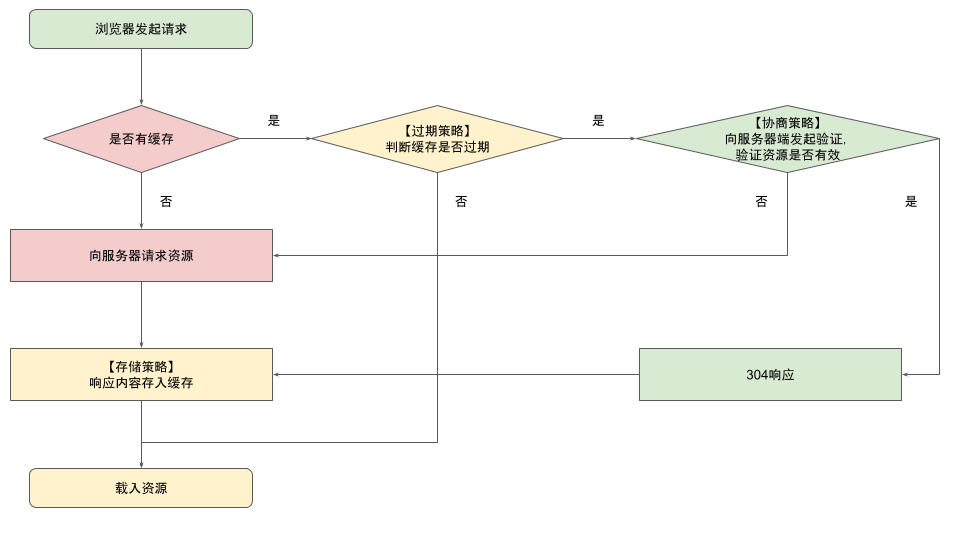 浏览器发起请求
是否有缓存
是
【过期策略】
判断缓存是否过期
是
【协商策略】
向服务器端发起验证,
验证资源是否有效
否
否
否
是
向服务器请求资源
【存储策略】
响应内容存入缓存
304响应
载入资源